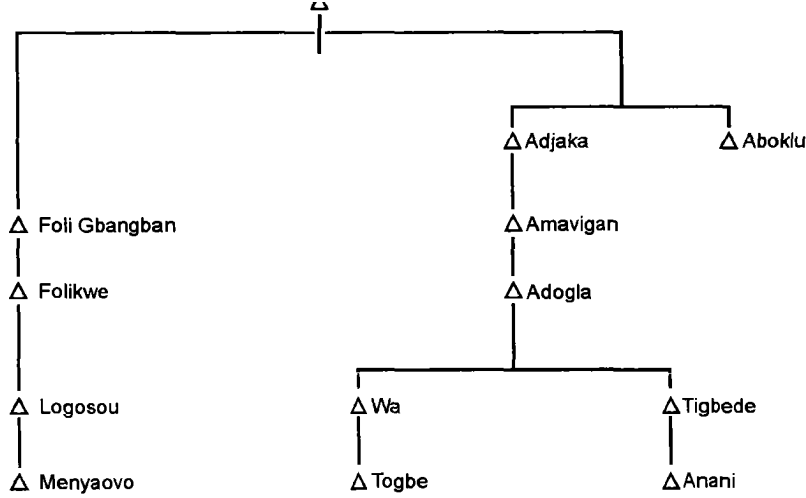 Adjaka
Aboklu
Foli Gbangban
Amavigan
Folikwe
Adogla
Logosou
Wa
Tigbede
Menyaovo
Togbe
Anani